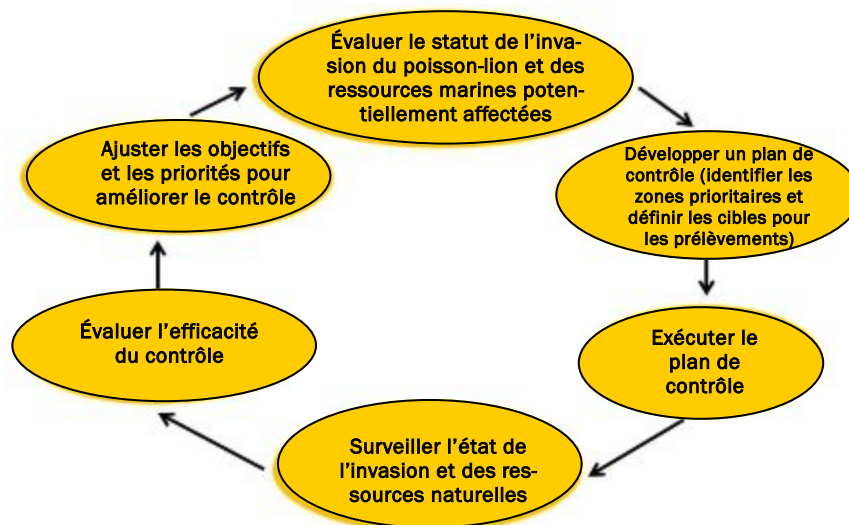 Évaluer le statut de l'inva-
sion du poisson-lion et des
ressources marines poten-
tiellement affectées
Développer un plan de
contrôle (identifier les
zones prioritaires et
définir les cibles pour
les prélèvements)
Exécuter le
plan de
contrôle
Surveiller l'état de
l'invasion et des res-
sources naturelles
Évaluer l'efficacité
du contrôle
Ajuster les objectifs
et les priorités pour
améliorer le contrôle